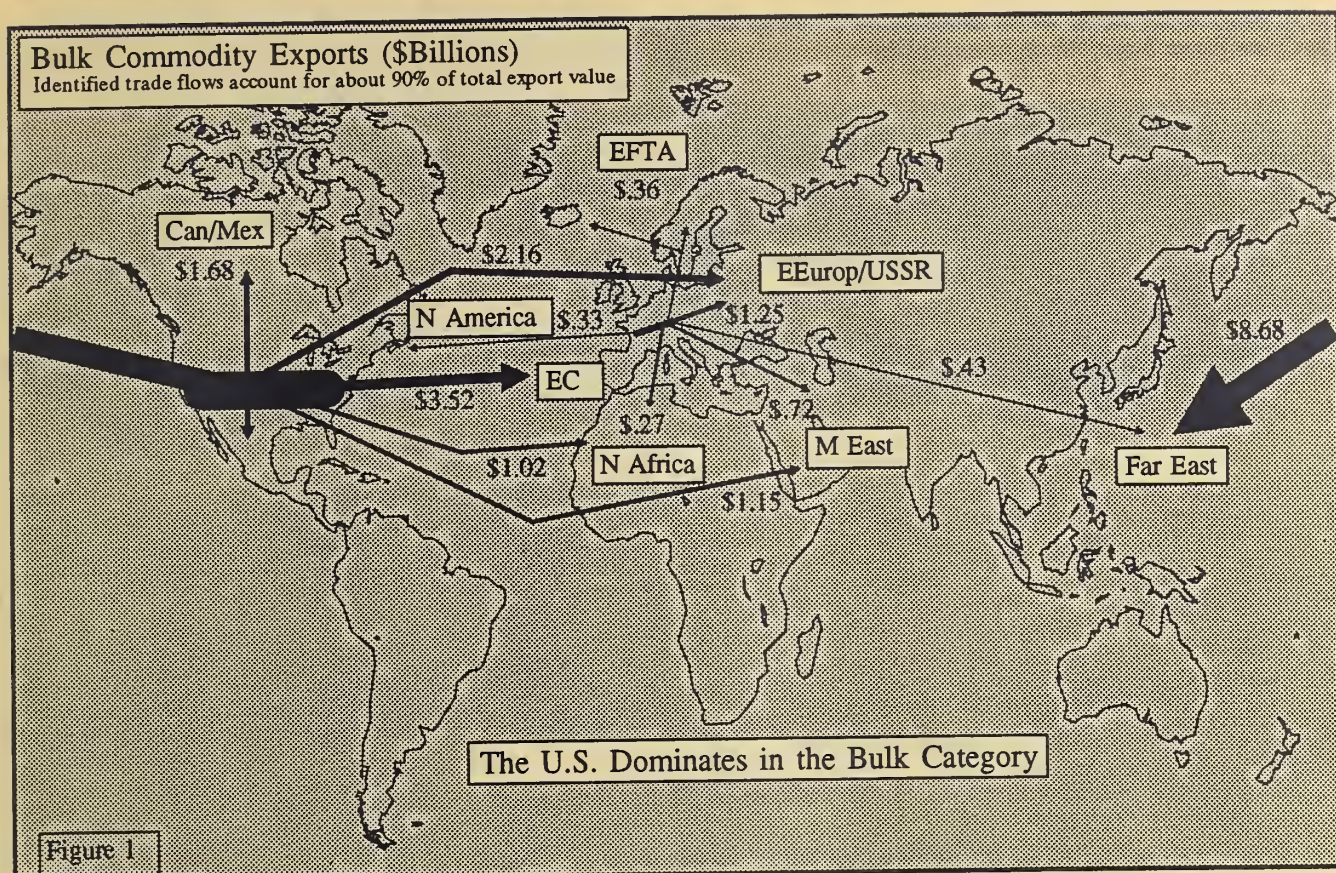 Bulk Commodity Exports ($Billions)
Identified trade flows account for about 90% of total export value
EFTA
$.36
Can/Mex
$1.68
$2.16
EEurop/USSR
N America
$.33
$1.25
$8.68
$.43
EC
$3.52
$.72
$.27
M East
$1.02
N Africa
Far East
$1.15
The U.S. Dominates in the Bulk Category
Figure 1